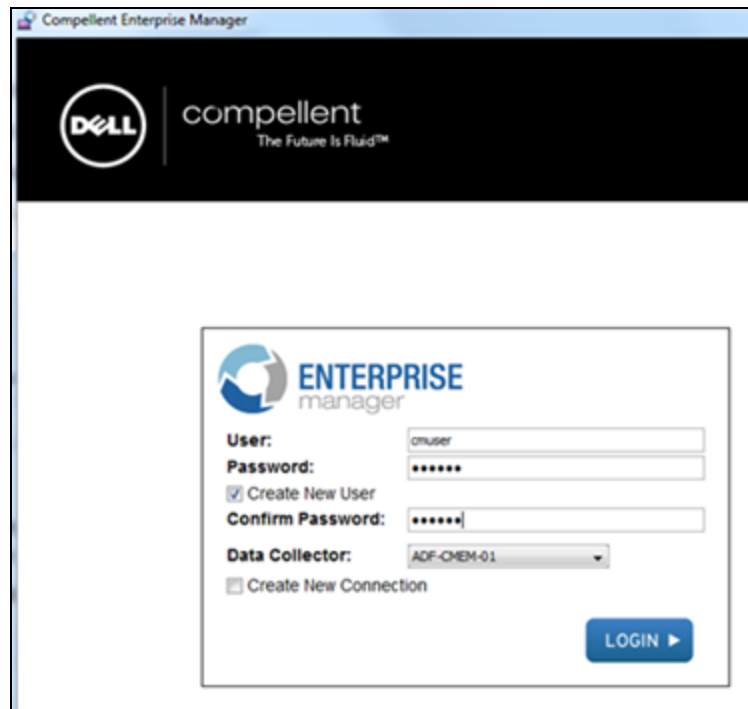 Compellent Enterprise Manager
DELL
compellent
The Future Is Fluid™
ENTERPRISE
manager
User: cmuser
Password: ••••••
Create New User
Confirm Password: ••••••
Data Collector: ADF-CMEM-01
Create New Connection
LOGIN